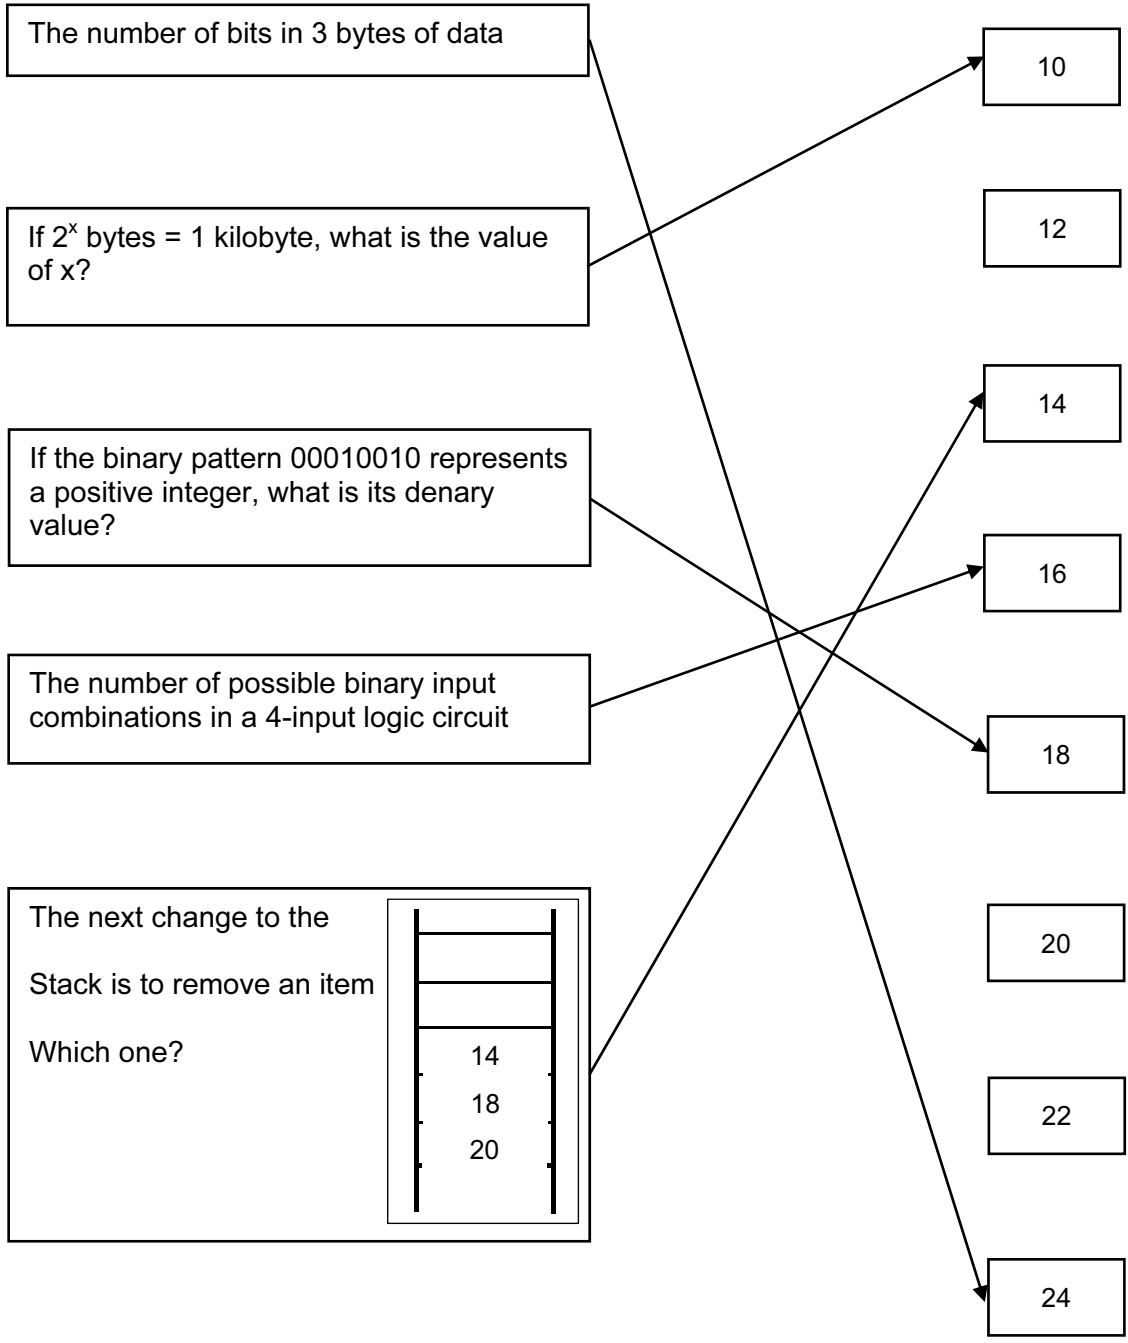 The number of bits in 3 bytes of data
10
12
If 2ˣ bytes = 1 kilobyte, what is the value
of x?
14
If the binary pattern 00010010 represents
a positive integer, what is its denary
value?
16
The number of possible binary input
combinations in a 4-input logic circuit
18
The next change to the
Stack is to remove an item
Which one?
14
18
20
20
22
24